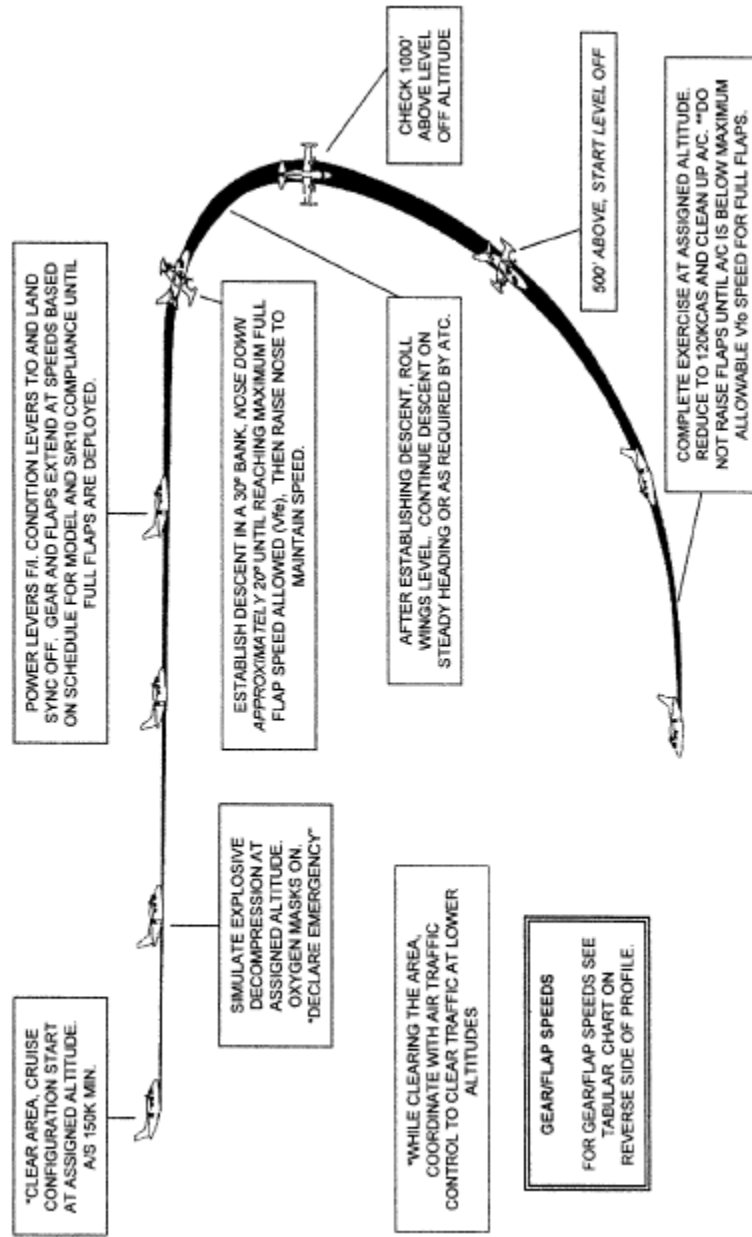 "CLEAR AREA, CRUISE
CONFIGURATION START
AT ASSIGNED ALTITUDE.
A/S 150K MIN.
SIMULATE EXPLOSIVE
DECOMPRESSION AT
ASSIGNED ALTITUDE.
OXYGEN MASKS ON.
"DECLARE EMERGENCY"
POWER LEVERS F/I. CONDITION LEVERS T/O AND LAND
SYNC OFF. GEAR AND FLAPS EXTEND AT SPEEDS BASED
ON SCHEDULE FOR MODEL AND S/R10 COMPLIANCE UNTIL
FULL FLAPS ARE DEPLOYED.
ESTABLISH DESCENT IN A 30º BANK, NOSE DOWN
APPROXIMATELY 20º UNTIL REACHING MAXIMUM FULL
FLAP SPEED ALLOWED (Vfe), THEN RAISE NOSE TO
MAINTAIN SPEED.
AFTER ESTABLISHING DESCENT, ROLL
WINGS LEVEL. CONTINUE DESCENT ON
STEADY HEADING OR AS REQUIRED BY ATC.
CHECK 1000'
ABOVE LEVEL
OFF ALTITUDE
500' ABOVE, START LEVEL OFF
COMPLETE EXERCISE AT ASSIGNED ALTITUDE.
REDUCE TO 120KCAS AND CLEAN UP A/C. "DO
NOT RAISE FLAPS UNTIL A/C IS BELOW MAXIMUM
ALLOWABLE Vfo SPEED FOR FULL FLAPS.
"WHILE CLEARING THE AREA,
COORDINATE WITH AIR TRAFFIC
CONTROL TO CLEAR TRAFFIC AT LOWER
ALTITUDES
GEAR/FLAP SPEEDS
FOR GEAR/FLAP SPEEDS SEE
TABULAR CHART ON
REVERSE SIDE OF PROFILE.